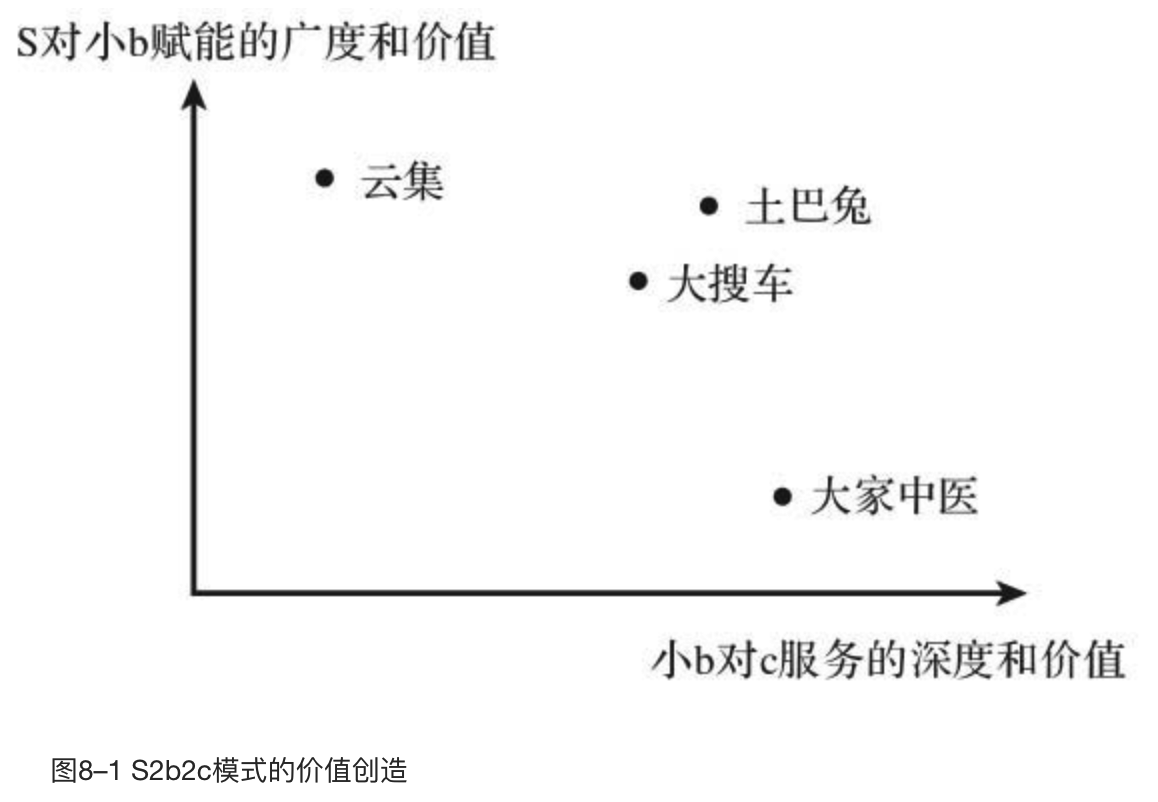 S对小b赋能的广度和价值
云集
土巴兔
大搜车
大家中医
小b对c服务的深度和价值
图8–1 S2b2c模式的价值创造